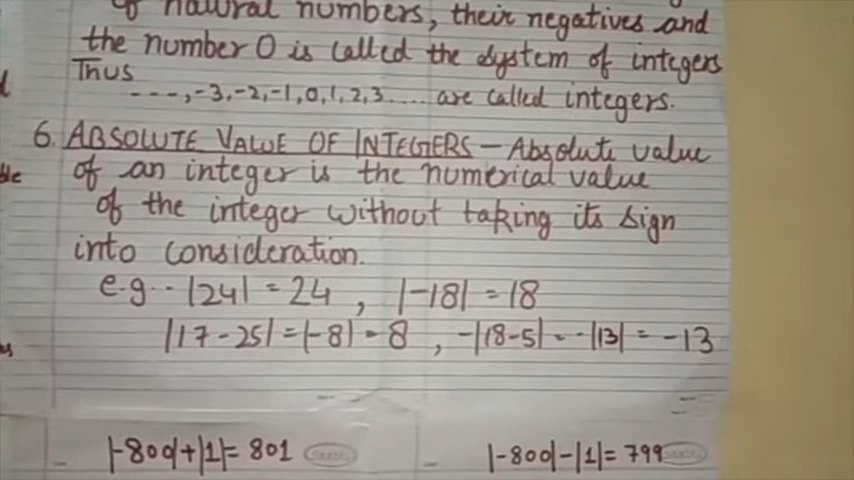 of natural numbers, their negatives and
the number 0 is called the system of integers
Thus
----, -3, -2, -1, 0, 1, 2, 3 .... are called integers.
6. ABSOLUTE VALUE OF INTEGERS – Absolute value
of an integer is the numerical value
of the integer without taking its sign
into consideration.
e.g.- |24| = 24 , |-18| = 18
|17-25| = |-8| = 8 , -|18-5| = -|13| = -13
|-800|+|1|= 801
|-800|-|1|= 799